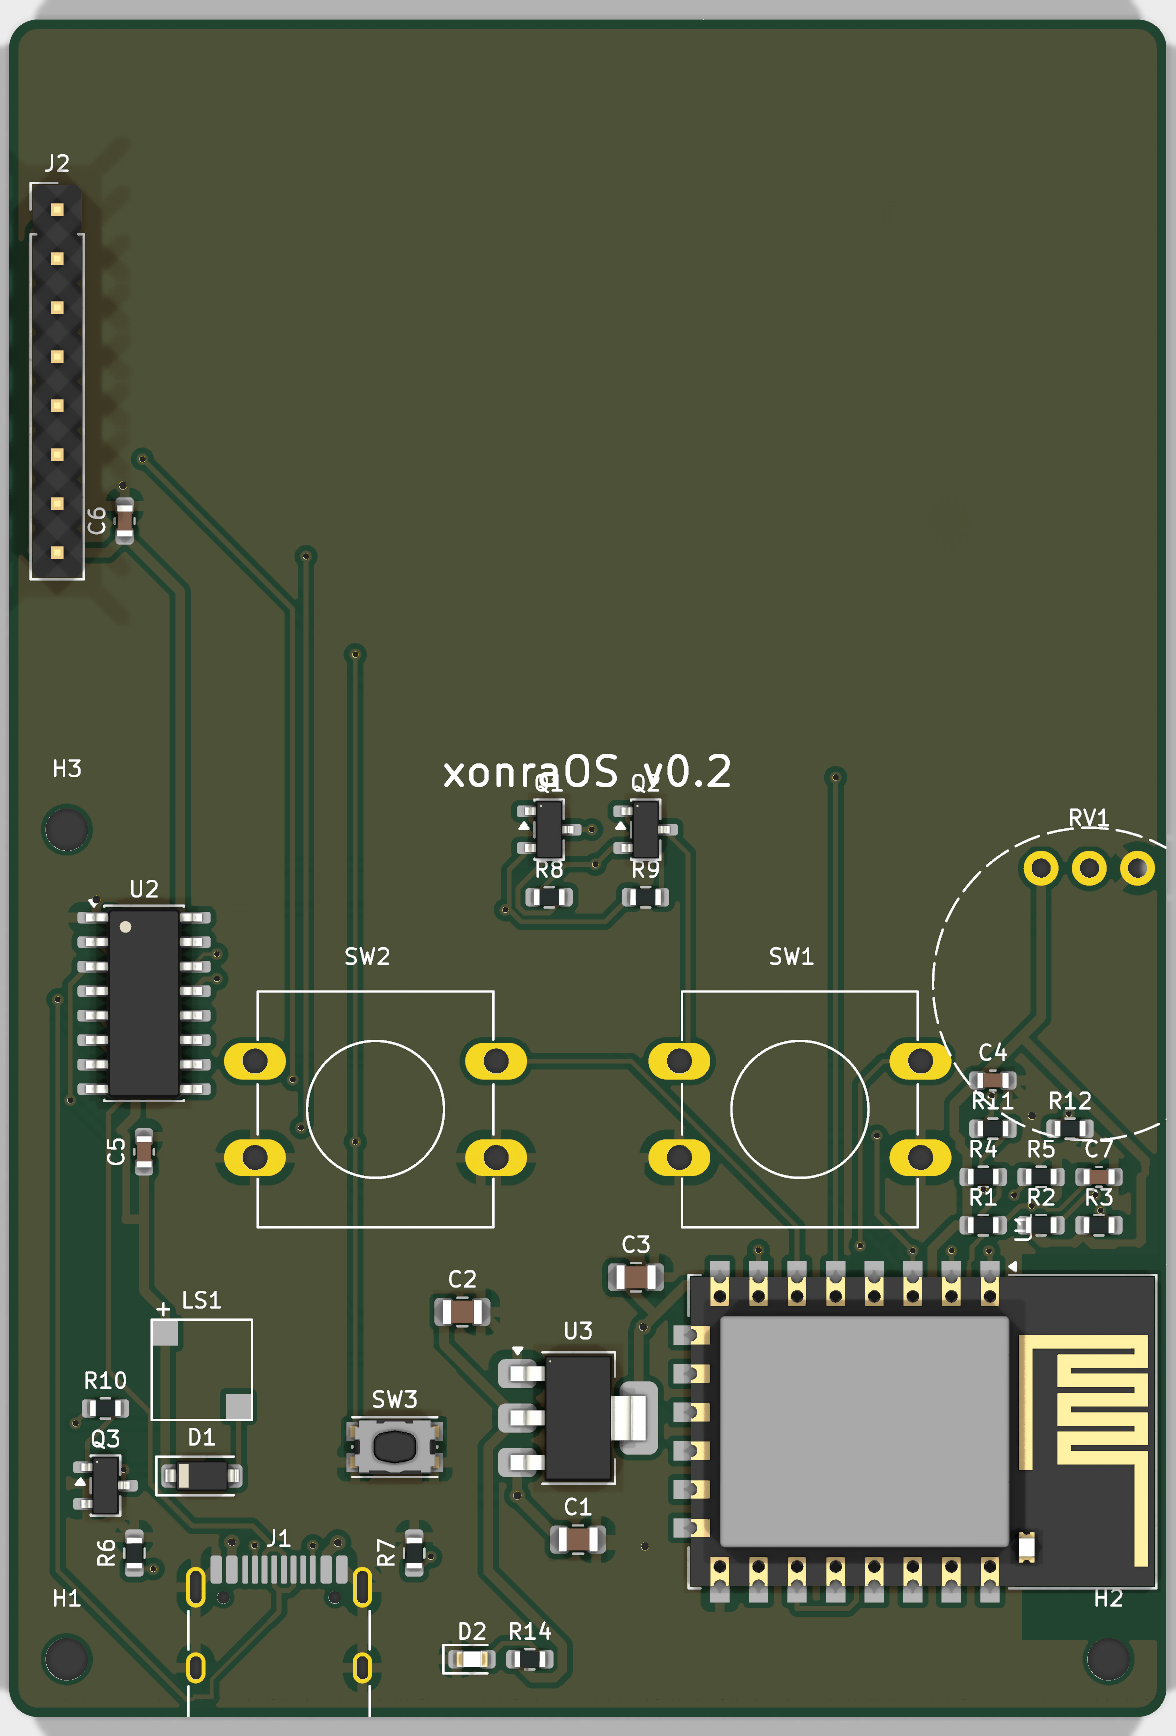 J2
C6
H3
xonraOS v0.2
Q1 Q2
RV1
R8 R9
U2
SW2 SW1
C4
R11 R12
C5
R4 R5 C7
R1 R2 R3
U1
C3
C2
+ LS1
U3
R10
SW3
Q3 D1
C1
J1
R6 R7
H1 H2
D2 R14